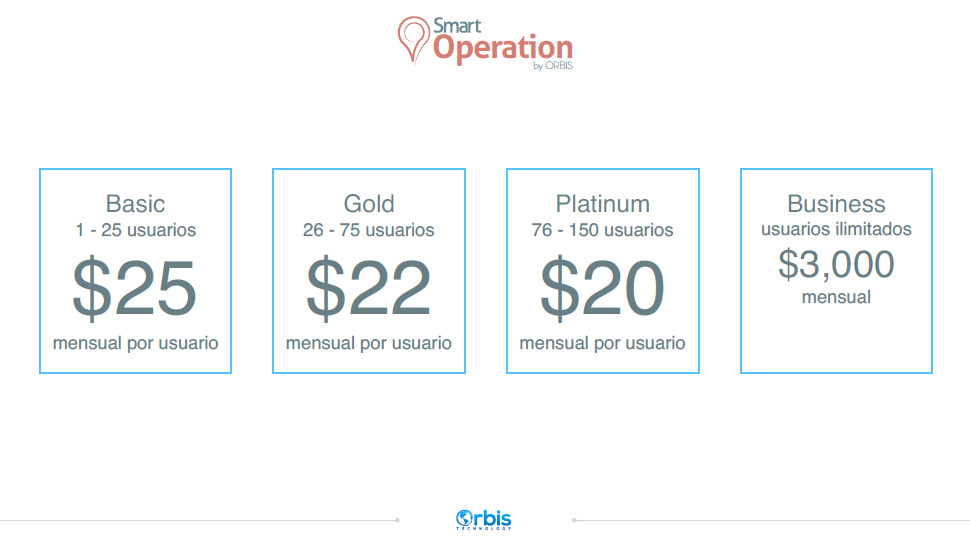 Smart
Operation
by ORBIS
Basic
1 - 25 usuarios
$25
mensual por usuario
Gold
26 - 75 usuarios
$22
mensual por usuario
Platinum
76 - 150 usuarios
$20
mensual por usuario
Business
usuarios ilimitados
$3,000
mensual
Orbis
TECHNOLOGY